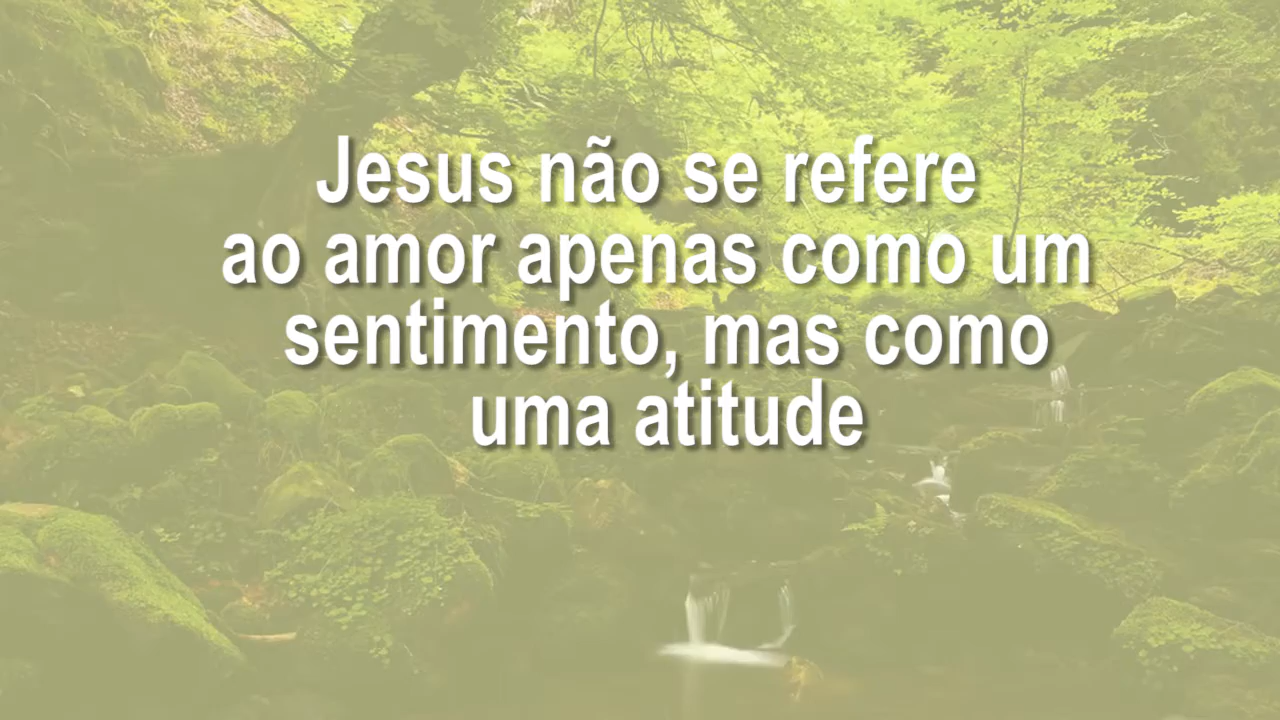 Jesus não se refere
ao amor apenas como um
sentimento, mas como
uma atitude